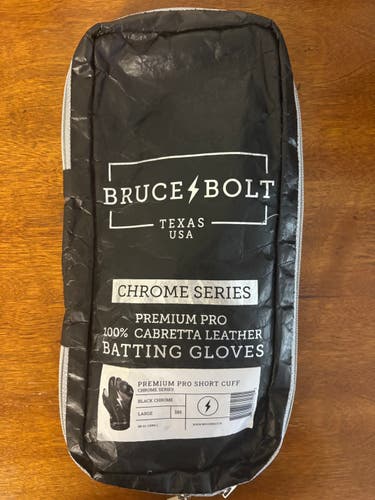 BRUCE BOLT
TEXAS
USA
CHROME SERIES
PREMIUM PRO
100% CABRETTA LEATHER
BATTING GLOVES
PREMIUM PRO SHORT CUFF
CHROME SERIES
BLACK CHROME
LARGE